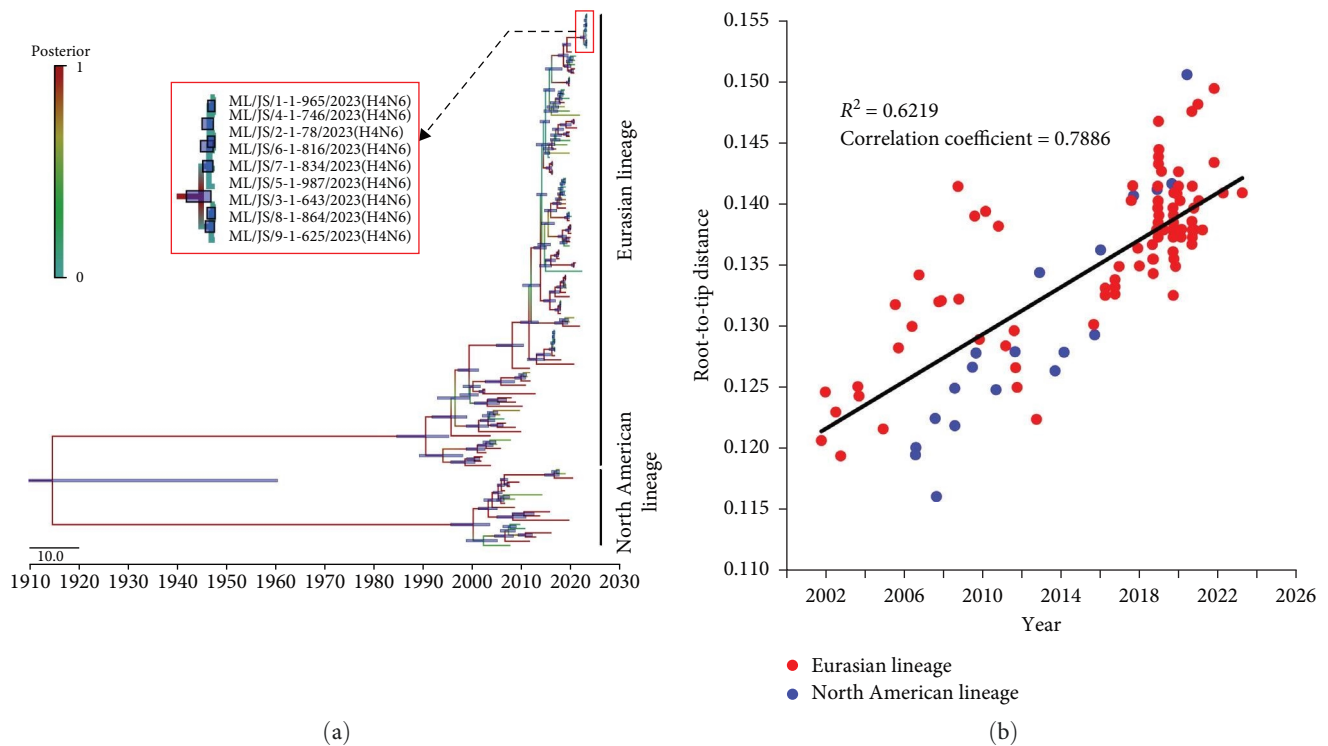 Posterior
1
0
ML/JS/1-1-965/2023(H4N6)
ML/JS/4-1-746/2023(H4N6)
ML/JS/2-1-78/2023(H4N6)
ML/JS/6-1-816/2023(H4N6)
ML/JS/7-1-834/2023(H4N6)
ML/JS/5-1-987/2023(H4N6)
ML/JS/3-1-643/2023(H4N6)
ML/JS/8-1-864/2023(H4N6)
ML/JS/9-1-625/2023(H4N6)
Eurasian lineage
North American
lineage
10.0
1910 1920 1930 1940 1950 1960 1970 1980 1990 2000 2010 2020 2030
(a)
0.155
0.150
0.145
0.140
0.135
0.130
0.125
0.120
0.115
0.110
Root-to-tip distance
R² = 0.6219
Correlation coefficient = 0.7886
2002 2006 2010 2014 2018 2022 2026
Year
Eurasian lineage
North American lineage
(b)